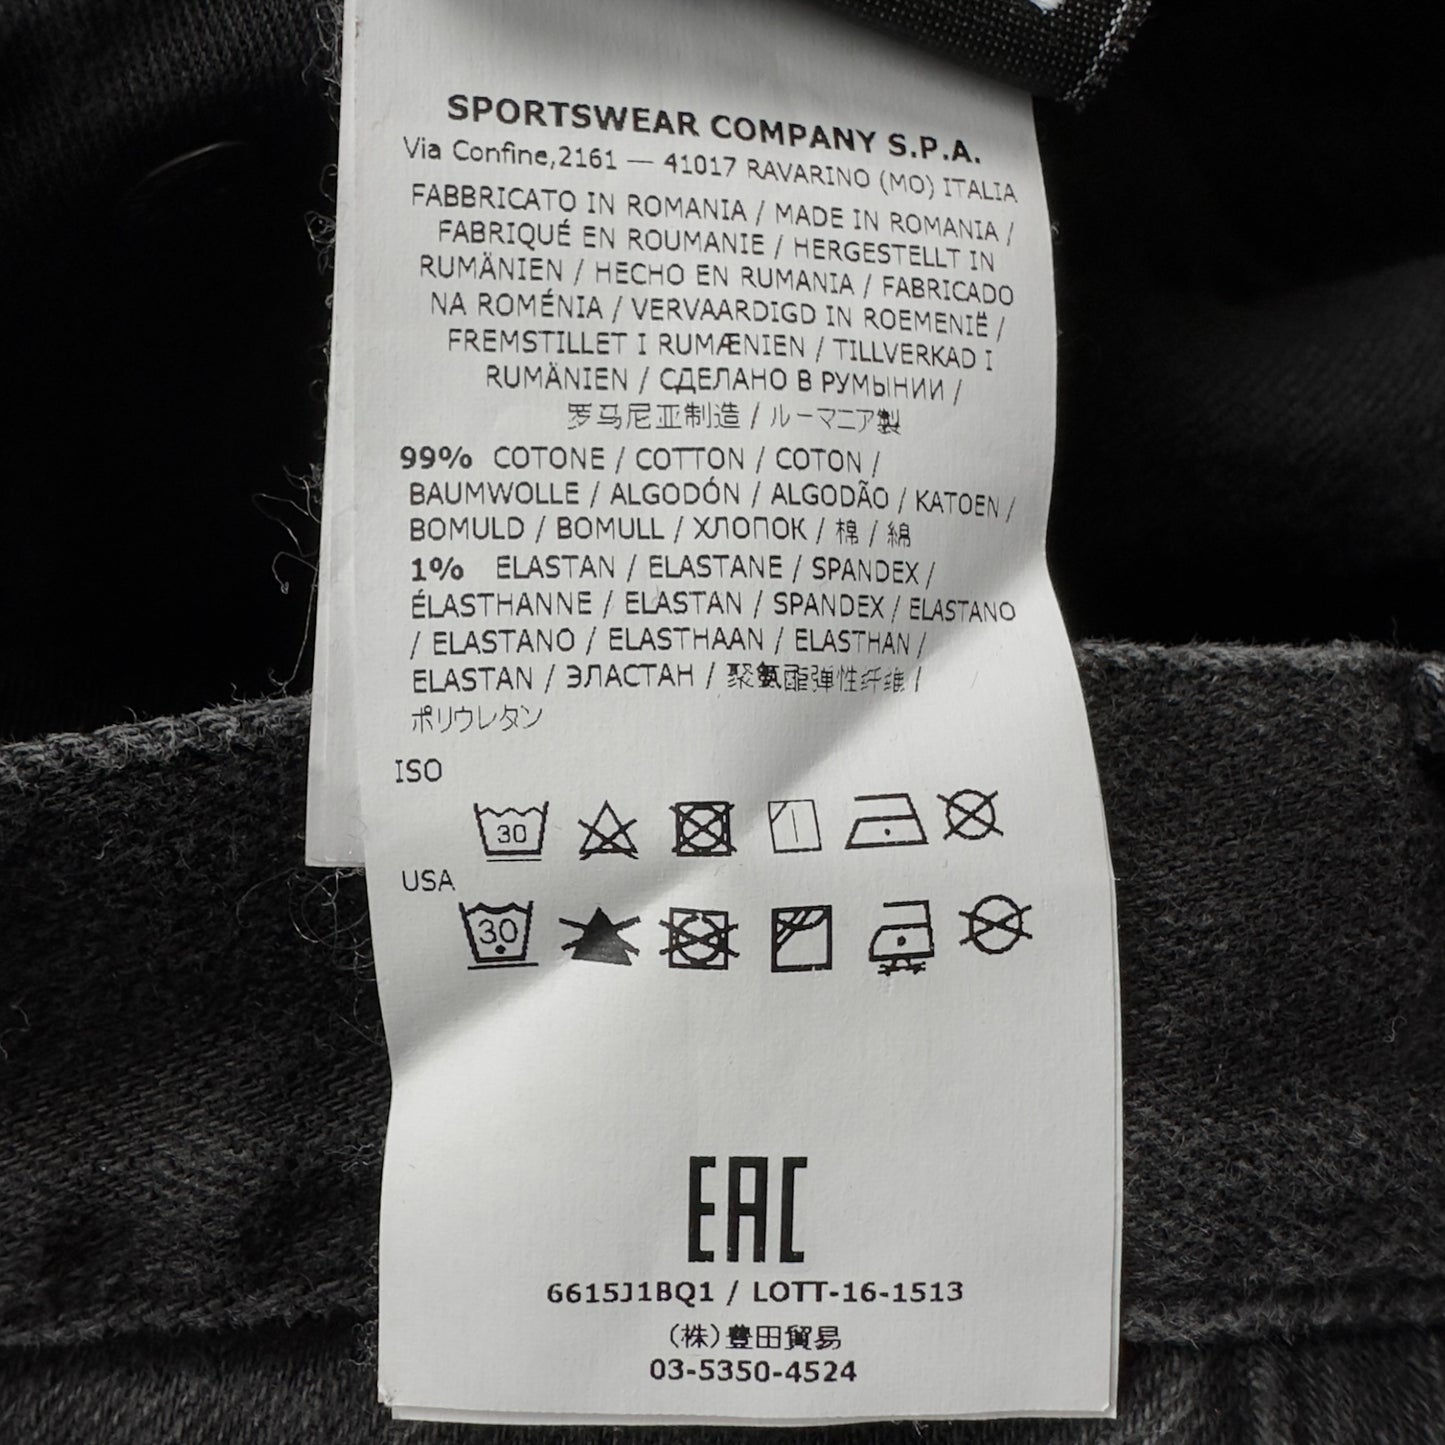 SPORTSWEAR COMPANY S.P.A.
Via Confine,2161 — 41017 RAVARINO (MO) ITALIA
FABBRICATO IN ROMANIA / MADE IN ROMANIA /
FABRIQUÉ EN ROUMANIE / HERGESTELLT IN
RUMÄNIEN / HECHO EN RUMANIA / FABRICADO
NA ROMÉNIA / VERVAARDIGD IN ROEMENIË /
FREMSTILLET I RUMÆNIEN / TILLVERKAD I
RUMÄNIEN / СДЕЛАНО В РУМЫНИИ /
罗马尼亚制造 / ルーマニア製
99% COTONE / COTTON / COTON /
BAUMWOLLE / ALGODÓN / ALGODÃO / KATOEN /
BOMULD / BOMULL / ХЛОПОК / 棉 / 綿
1% ELASTAN / ELASTANE / SPANDEX /
ÉLASTHANNE / ELASTAN / SPANDEX / ELASTANO
/ ELASTANO / ELASTHAAN / ELASTHAN /
ELASTAN / ЭЛАСТАН / 聚氨酯弹性纤维 /
ポリウレタン
ISO
30
USA
30
EAC
6615J1BQ1 / LOTT-16-1513
(株)豊田貿易
03-5350-4524